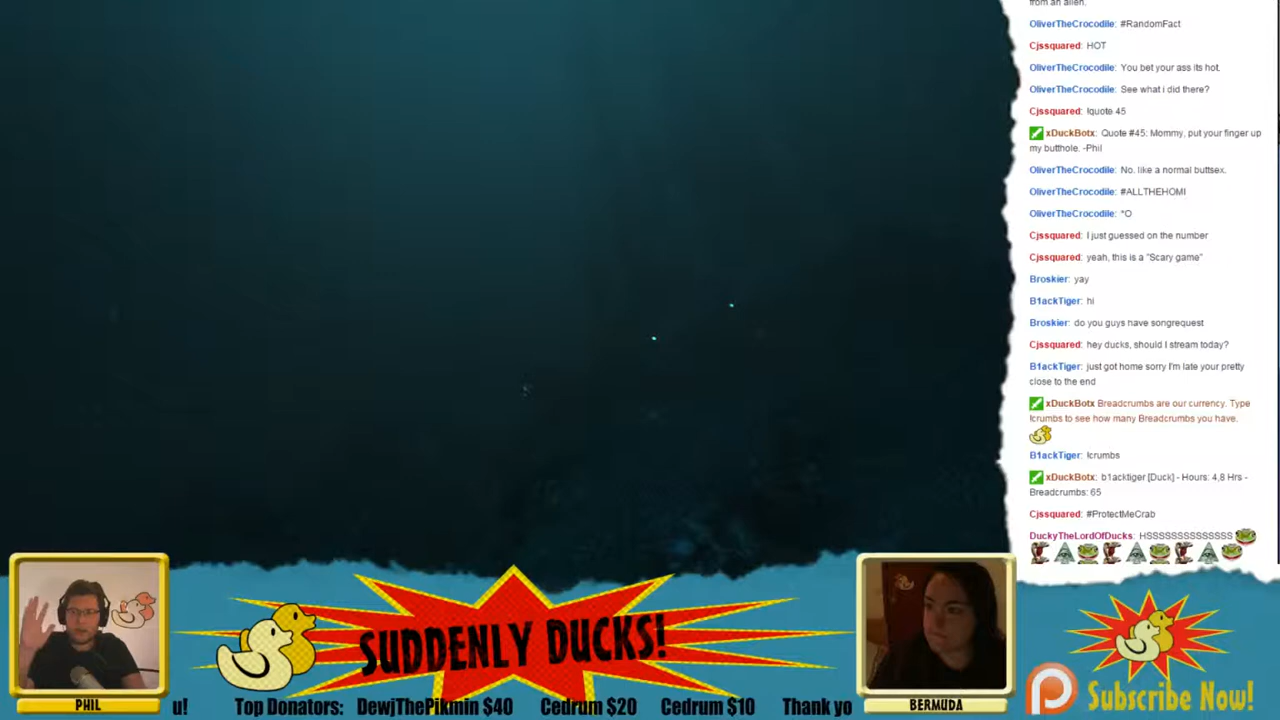 from an alien.
OliverTheCrocodile: #RandomFact
Cjssquared: HOT
OliverTheCrocodile: You bet your ass its hot.
OliverTheCrocodile: See what i did there?
Cjssquared: !quote 45
xDuckBotx: Quote #45: Mommy, put your finger up
my butthole. -Phil
OliverTheCrocodile: No. like a normal buttsex.
OliverTheCrocodile: #ALLTHEHOMI
OliverTheCrocodile: *O
Cjssquared: I just guessed on the number
Cjssquared: yeah, this is a "Scary game"
Broskier: yay
B1ackTiger: hi
Broskier: do you guys have songrequest
Cjssquared: hey ducks, should I stream today?
B1ackTiger: just got home sorry I'm late your pretty
close to the end
xDuckBotx Breadcrumbs are our currency. Type
!crumbs to see how many Breadcrumbs you have.
B1ackTiger: !crumbs
xDuckBotx: b1acktiger [Duck] - Hours: 4,8 Hrs -
Breadcrumbs: 65
Cjssquared: #ProtectMeCrab
DuckyTheLordOfDucks: HSSSSSSSSSSSSS
SUDDENLY DUCKS!
PHIL
BERMUDA
u! Top Donators: DewjThePikmin $40 Cedrum $20 Cedrum $10 Thank yo
Subscribe Now!